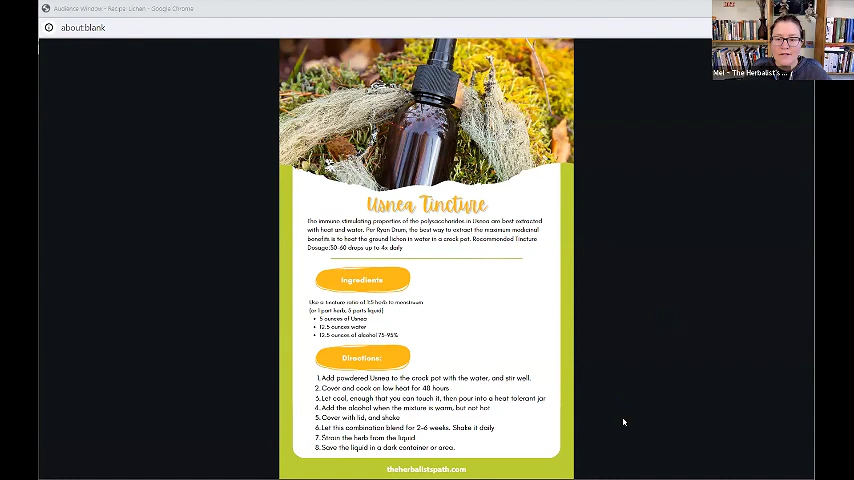 Audience Window - Recipe: Lichen - Google Chrome
about:blank
Mel - The Herbalist's ...
Usnea Tincture
The immune stimulating properties of the polysaccharides in Usnea are best extracted
with heat and water. Per Ryan Drum, the best way to extract the maximum medicinal
benefits is to heat the ground lichen in water in a crock pot. Recommended Tincture
Dosage:30-60 drops up to 4x daily
Ingredients
Use a tincture ratio of 1:5 herb to menstruum
(or 1 part herb, 5 parts liquid)
• 5 ounces of Usnea
• 12.5 ounces water
• 12.5 ounces of alcohol 75-95%
Directions:
1. Add powdered Usnea to the crock pot with the water, and stir well.
2. Cover and cook on low heat for 48 hours
3. Let cool, enough that you can touch it, then pour into a heat tolerant jar
4. Add the alcohol when the mixture is warm, but not hot
5. Cover with lid, and shake
6. Let this combination blend for 2-6 weeks. Shake it daily
7. Strain the herb from the liquid
8. Save the liquid in a dark container or area.
theherbalistspath.com